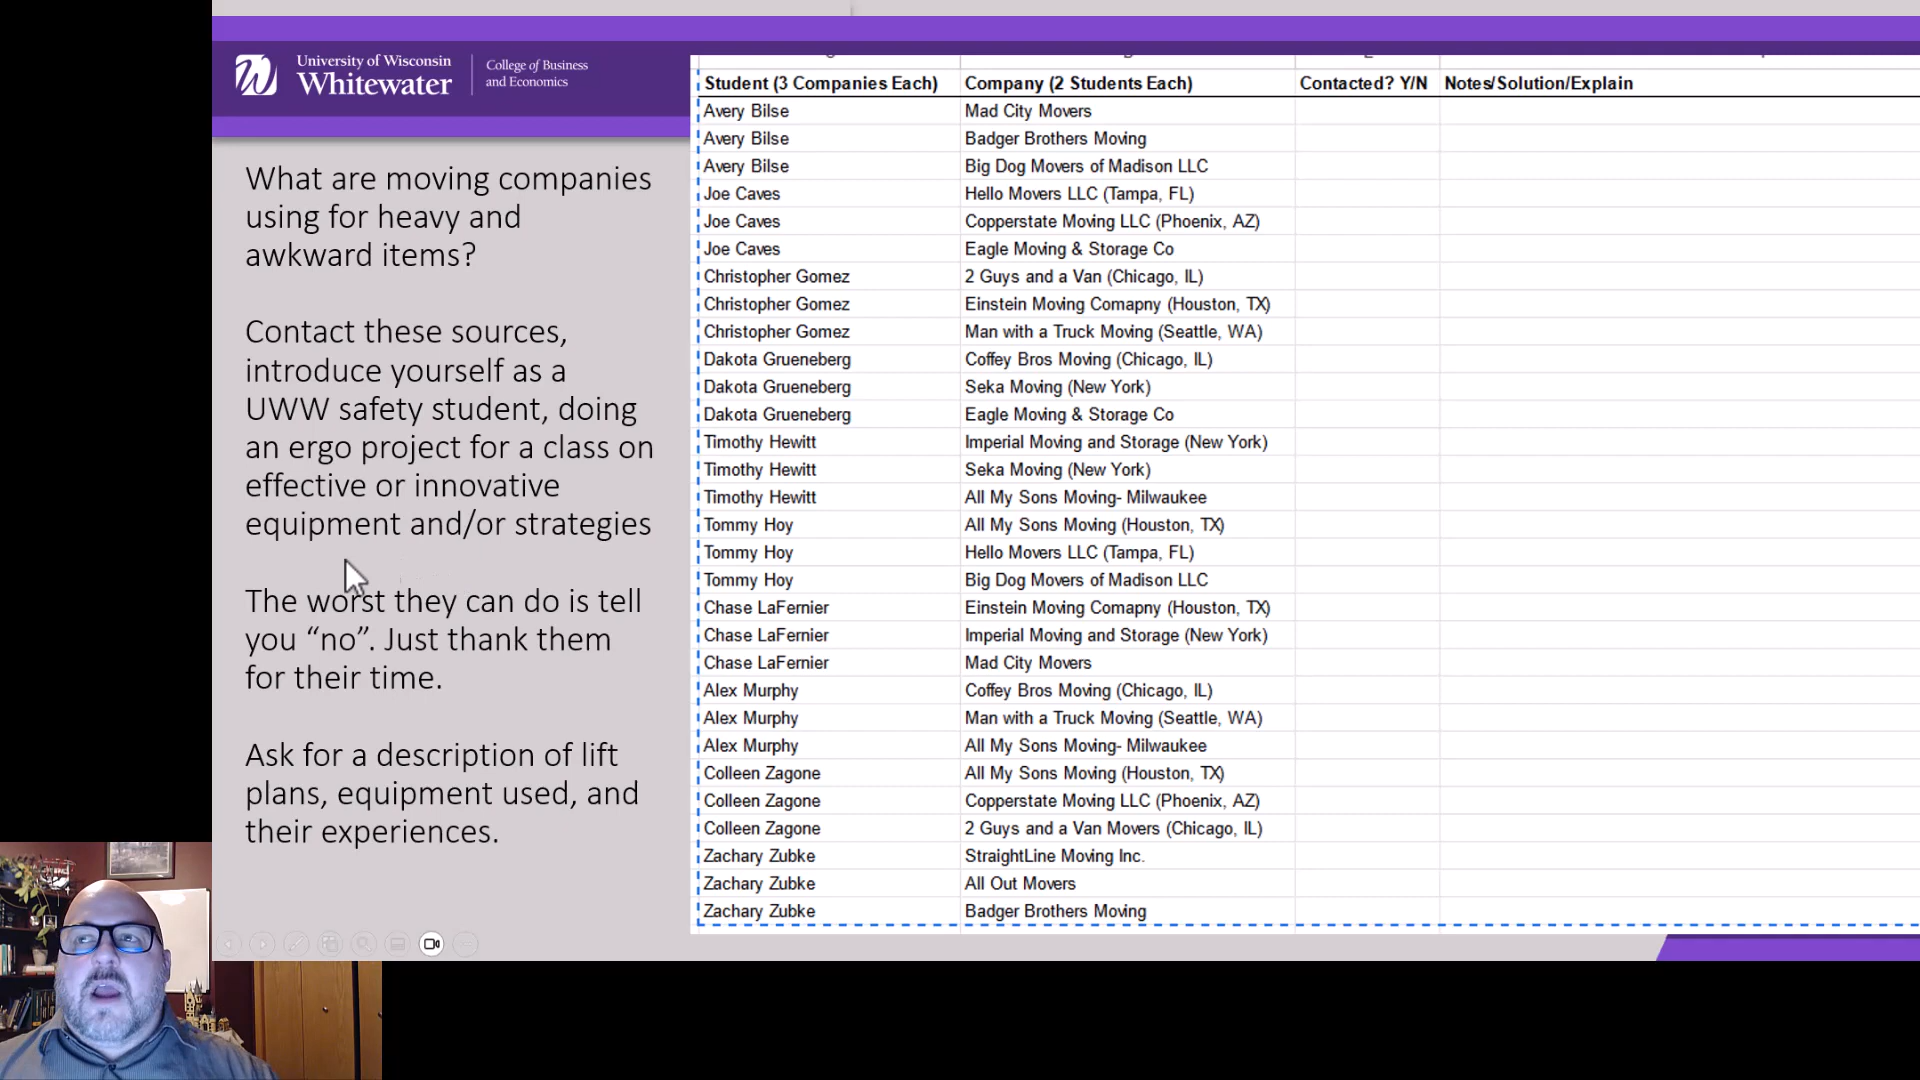 University of Wisconsin
Whitewater
College of Business
and Economics
What are moving companies
using for heavy and
awkward items?
Contact these sources,
introduce yourself as a
UWW safety student, doing
an ergo project for a class on
effective or innovative
equipment and/or strategies
The worst they can do is tell
you “no”. Just thank them
for their time.
Ask for a description of lift
plans, equipment used, and
their experiences.
Student (3 Companies Each) Company (2 Students Each) Contacted? Y/N Notes/Solution/Explain
Avery Bilse Mad City Movers
Avery Bilse Badger Brothers Moving
Avery Bilse Big Dog Movers of Madison LLC
Joe Caves Hello Movers LLC (Tampa, FL)
Joe Caves Copperstate Moving LLC (Phoenix, AZ)
Joe Caves Eagle Moving & Storage Co
Christopher Gomez 2 Guys and a Van (Chicago, IL)
Christopher Gomez Einstein Moving Comapny (Houston, TX)
Christopher Gomez Man with a Truck Moving (Seattle, WA)
Dakota Grueneberg Coffey Bros Moving (Chicago, IL)
Dakota Grueneberg Seka Moving (New York)
Dakota Grueneberg Eagle Moving & Storage Co
Timothy Hewitt Imperial Moving and Storage (New York)
Timothy Hewitt Seka Moving (New York)
Timothy Hewitt All My Sons Moving- Milwaukee
Tommy Hoy All My Sons Moving (Houston, TX)
Tommy Hoy Hello Movers LLC (Tampa, FL)
Tommy Hoy Big Dog Movers of Madison LLC
Chase LaFernier Einstein Moving Comapny (Houston, TX)
Chase LaFernier Imperial Moving and Storage (New York)
Chase LaFernier Mad City Movers
Alex Murphy Coffey Bros Moving (Chicago, IL)
Alex Murphy Man with a Truck Moving (Seattle, WA)
Alex Murphy All My Sons Moving- Milwaukee
Colleen Zagone All My Sons Moving (Houston, TX)
Colleen Zagone Copperstate Moving LLC (Phoenix, AZ)
Colleen Zagone 2 Guys and a Van Movers (Chicago, IL)
Zachary Zubke StraightLine Moving Inc.
Zachary Zubke All Out Movers
Zachary Zubke Badger Brothers Moving